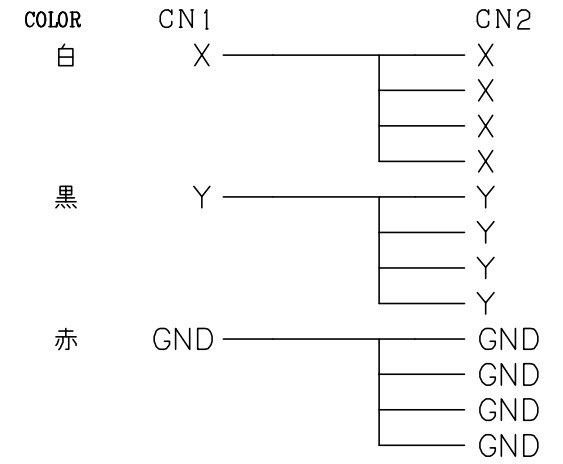 COLOR CN1 CN2
白 X X
X
X
X
黒 Y Y
Y
Y
Y
赤 GND GND
GND
GND
GND